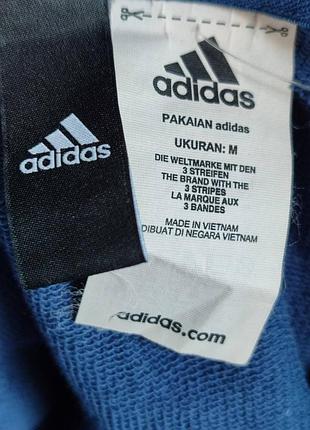 adidas
adidas
PAKAIAN adidas
UKURAN: M
DIE WELTMARKE MIT DEN
3 STREIFEN
THE BRAND WITH THE
3 STRIPES
LA MARQUE AUX
3 BANDES
MADE IN VIETNAM
DIBUAT DI NEGARA VIETNAM
adidas.com